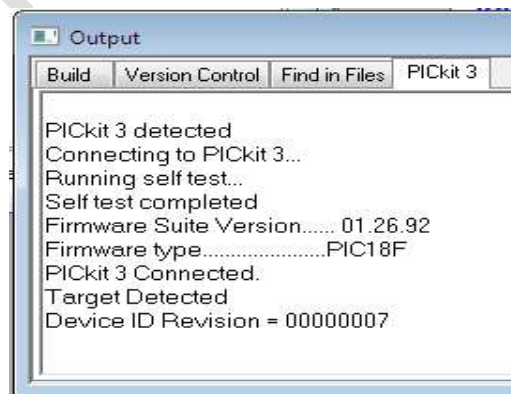 Output
Build Version Control Find in Files PICkit 3
PICkit 3 detected
Connecting to PICkit 3...
Running self test...
Self test completed
Firmware Suite Version...... 01.26.92
Firmware type......................PIC18F
PICkit 3 Connected.
Target Detected
Device ID Revision = 00000007